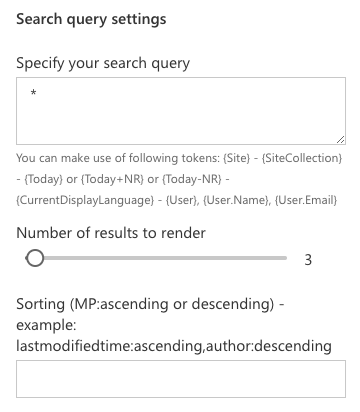 Search query settings
Specify your search query
*
You can make use of following tokens: {Site} - {SiteCollection}
- {Today} or {Today+NR} or {Today-NR} -
{CurrentDisplayLanguage} - {User}, {User.Name}, {User.Email}
Number of results to render
3
Sorting (MP:ascending or descending) -
example:
lastmodifiedtime:ascending,author:descending